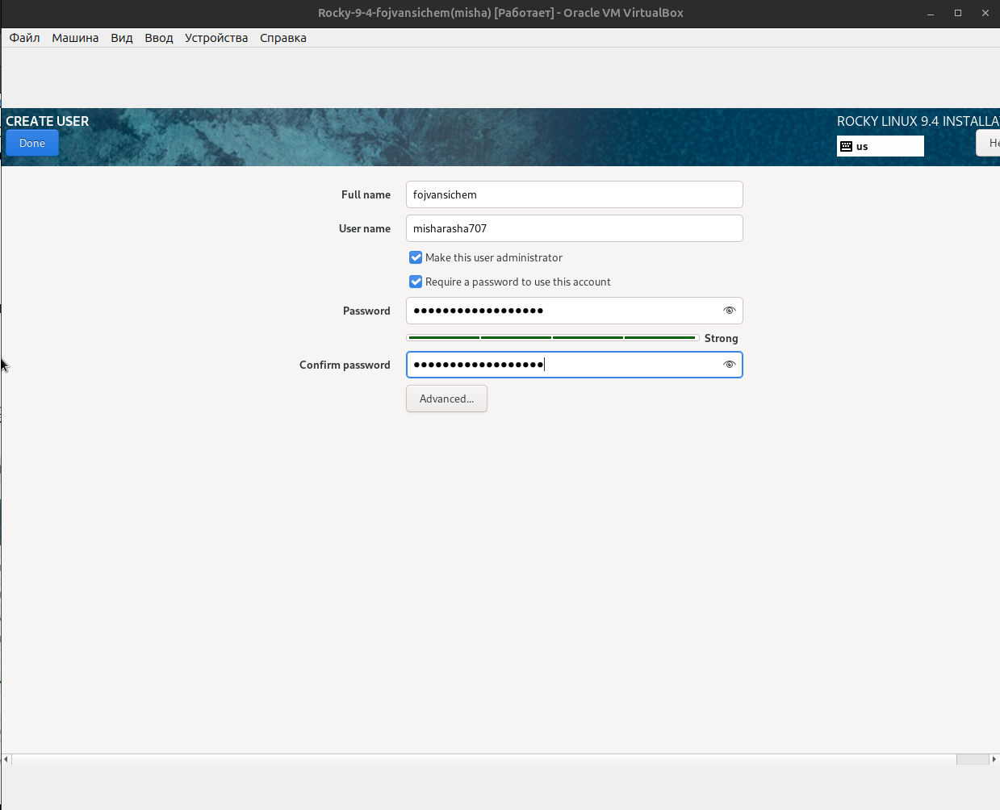 Rocky-9-4-fojvansichem(misha) [Работает] - Oracle VM VirtualBox
Файл Машина Вид Ввод Устройства Справка
CREATE USER
ROCKY LINUX 9.4 INSTALLA
Done
us
He
Full name fojvansichem
User name misharasha707
Make this user administrator
Require a password to use this account
Password ••••••••••••••••••
Strong
Confirm password ••••••••••••••••••
Advanced...